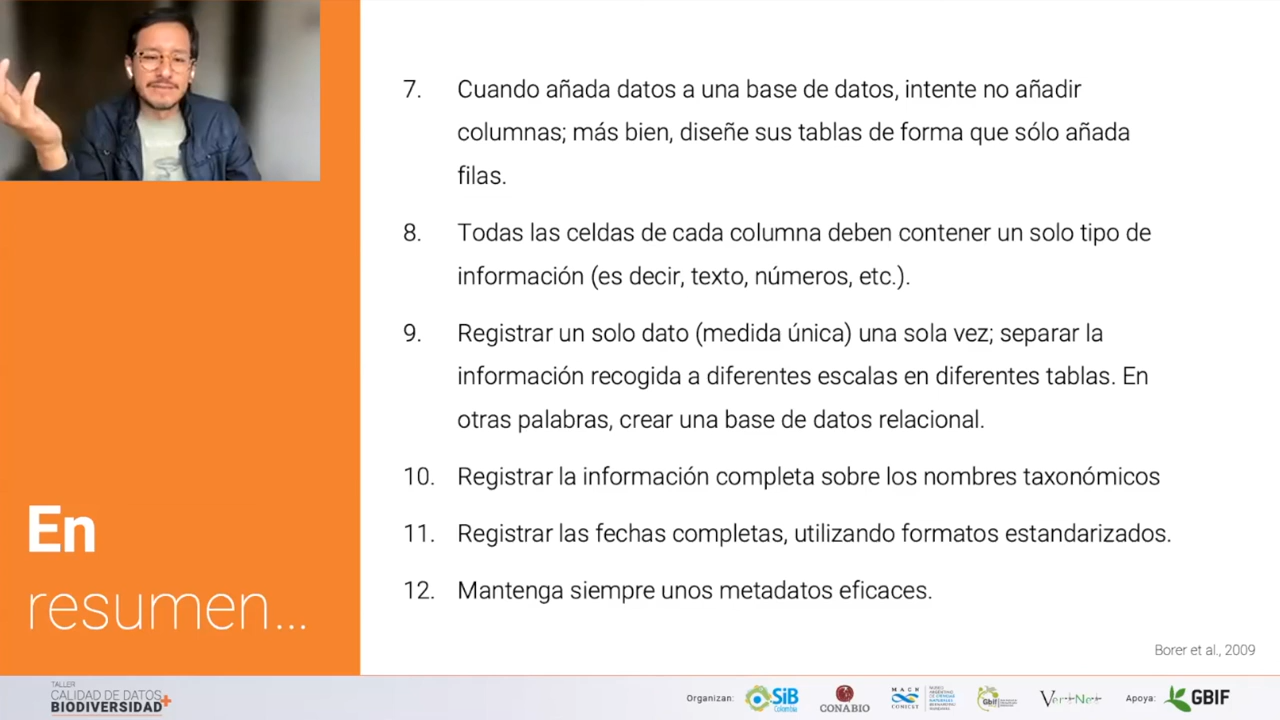 7. Cuando añada datos a una base de datos, intente no añadir
columnas; más bien, diseñe sus tablas de forma que sólo añada
filas.
8. Todas las celdas de cada columna deben contener un solo tipo de
información (es decir, texto, números, etc.).
9. Registrar un solo dato (medida única) una sola vez; separar la
información recogida a diferentes escalas en diferentes tablas. En
otras palabras, crear una base de datos relacional.
10. Registrar la información completa sobre los nombres taxonómicos
11. Registrar las fechas completas, utilizando formatos estandarizados.
12. Mantenga siempre unos metadatos eficaces.
En
resumen...
Borer et al., 2009
TALLER
CALIDAD DE DATOS
BIODIVERSIDAD+
Organizan:
SiB
Colombia
CONABIO
MACN
CONICET
Gbif
VertNet
Apoya:
GBIF